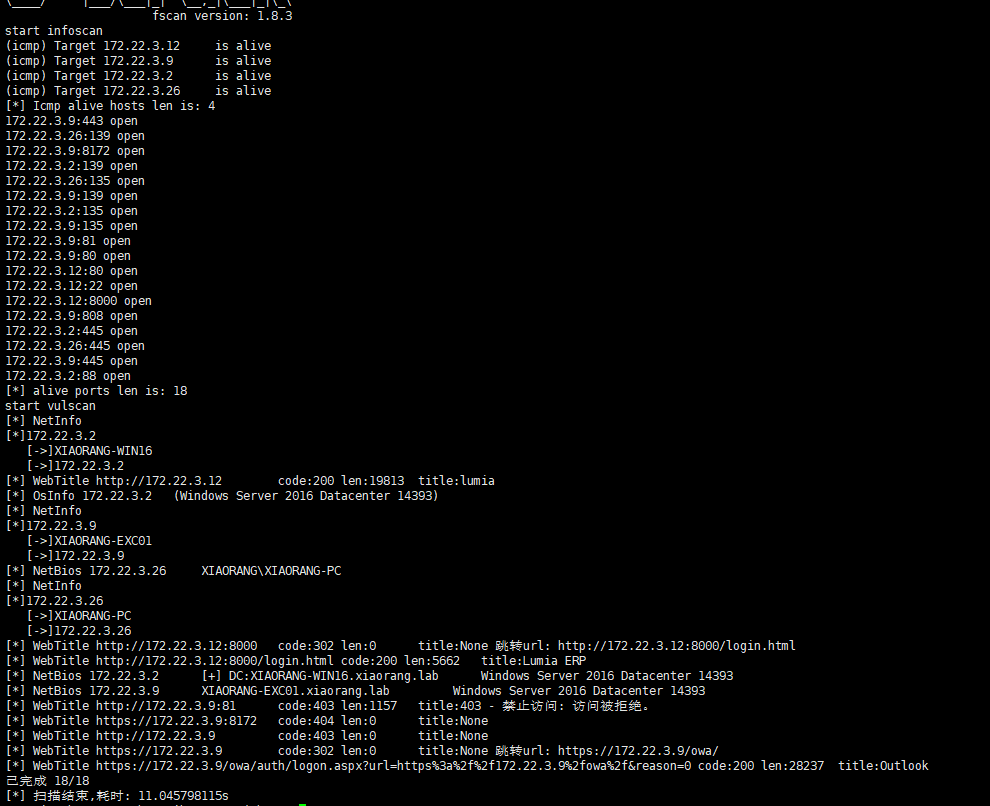 fscan version: 1.8.3
start infoscan
(icmp) Target 172.22.3.12     is alive
(icmp) Target 172.22.3.9      is alive
(icmp) Target 172.22.3.2      is alive
(icmp) Target 172.22.3.26     is alive
[*] Icmp alive hosts len is: 4
172.22.3.9:443 open
172.22.3.26:139 open
172.22.3.9:8172 open
172.22.3.2:139 open
172.22.3.26:135 open
172.22.3.9:139 open
172.22.3.2:135 open
172.22.3.9:135 open
172.22.3.9:81 open
172.22.3.9:80 open
172.22.3.12:80 open
172.22.3.12:22 open
172.22.3.12:8000 open
172.22.3.9:808 open
172.22.3.2:445 open
172.22.3.26:445 open
172.22.3.9:445 open
172.22.3.2:88 open
[*] alive ports len is: 18
start vulscan
[*] NetInfo
[*]172.22.3.2
   [->]XIAORANG-WIN16
   [->]172.22.3.2
[*] WebTitle http://172.22.3.12        code:200 len:19813  title:lumia
[*] OsInfo 172.22.3.2   (Windows Server 2016 Datacenter 14393)
[*] NetInfo
[*]172.22.3.9
   [->]XIAORANG-EXC01
   [->]172.22.3.9
[*] NetBios 172.22.3.26     XIAORANG\XIAORANG-PC
[*] NetInfo
[*]172.22.3.26
   [->]XIAORANG-PC
   [->]172.22.3.26
[*] WebTitle http://172.22.3.12:8000   code:302 len:0      title:None 跳转url: http://172.22.3.12:8000/login.html
[*] WebTitle http://172.22.3.12:8000/login.html code:200 len:5662   title:Lumia ERP
[*] NetBios 172.22.3.2      [+] DC:XIAORANG-WIN16.xiaorang.lab      Windows Server 2016 Datacenter 14393
[*] NetBios 172.22.3.9      XIAORANG-EXC01.xiaorang.lab         Windows Server 2016 Datacenter 14393
[*] WebTitle http://172.22.3.9:81      code:403 len:1157   title:403 - 禁止访问: 访问被拒绝。
[*] WebTitle https://172.22.3.9:8172   code:404 len:0      title:None
[*] WebTitle http://172.22.3.9         code:403 len:0      title:None
[*] WebTitle https://172.22.3.9        code:302 len:0      title:None 跳转url: https://172.22.3.9/owa/
[*] WebTitle https://172.22.3.9/owa/auth/logon.aspx?url=https%3a%2f%2f172.22.3.9%2fowa%2f&reason=0 code:200 len:28237  title:Outlook
已完成 18/18
[*] 扫描结束,耗时: 11.045798115s